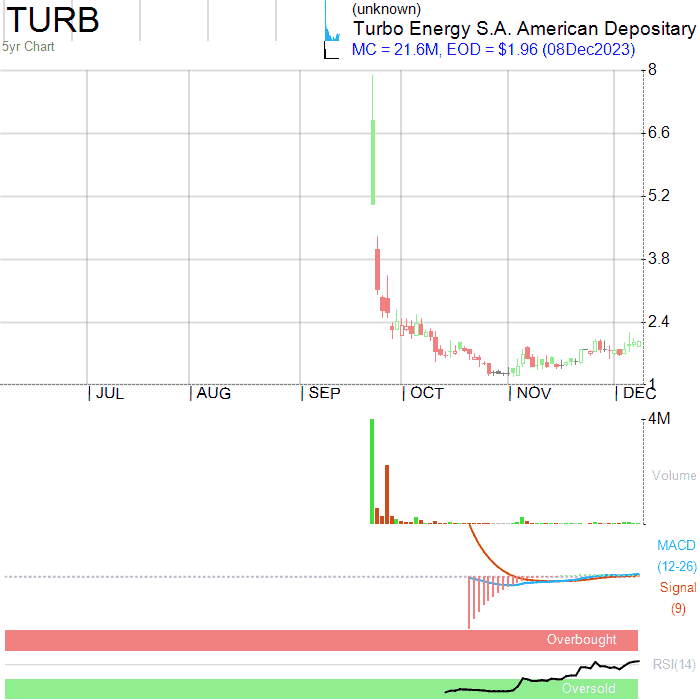 TURB
(unknown)
Turbo Energy S.A. American Depositary
5yr Chart
MC = 21.6M, EOD = $1.96 (08Dec2023)
8
6.6
5.2
3.8
2.4
1
JUL AUG SEP OCT NOV DEC
4M
Volume
MACD
(12-26)
Signal
(9)
Overbought
RSI(14)
Oversold